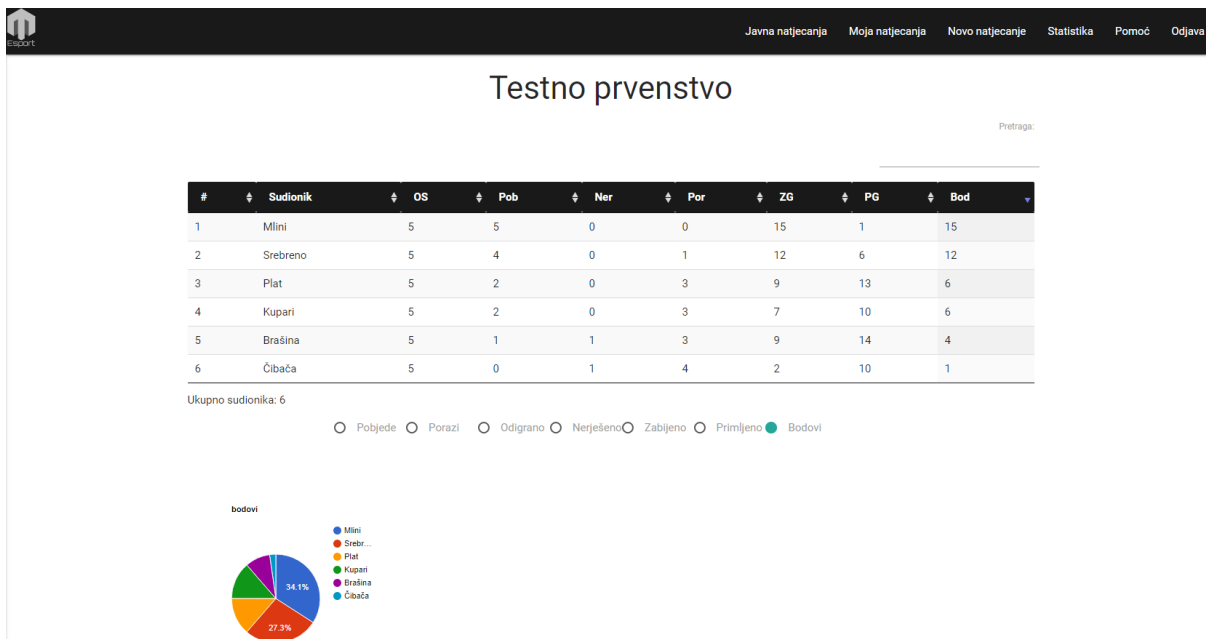 Esport
Javna natjecanja Moja natjecanja Novo natjecanje Statistika Pomoć Odjava
Testno prvenstvo
Pretraga:
# Sudionik OS Pob Ner Por ZG PG Bod
1 Mlini 5 5 0 0 15 1 15
2 Srebreno 5 4 0 1 12 6 12
3 Plat 5 2 0 3 9 13 6
4 Kupari 5 2 0 3 7 10 6
5 Brašina 5 1 1 3 9 14 4
6 Čibača 5 0 1 4 2 10 1
Ukupno sudionika: 6
Pobjede Porazi Odigrano Nerješeno Zabijeno Primljeno Bodovi
bodovi
Mlini
Srebr...
Plat
Kupari
Brašina
Čibača
34.1%
27.3%